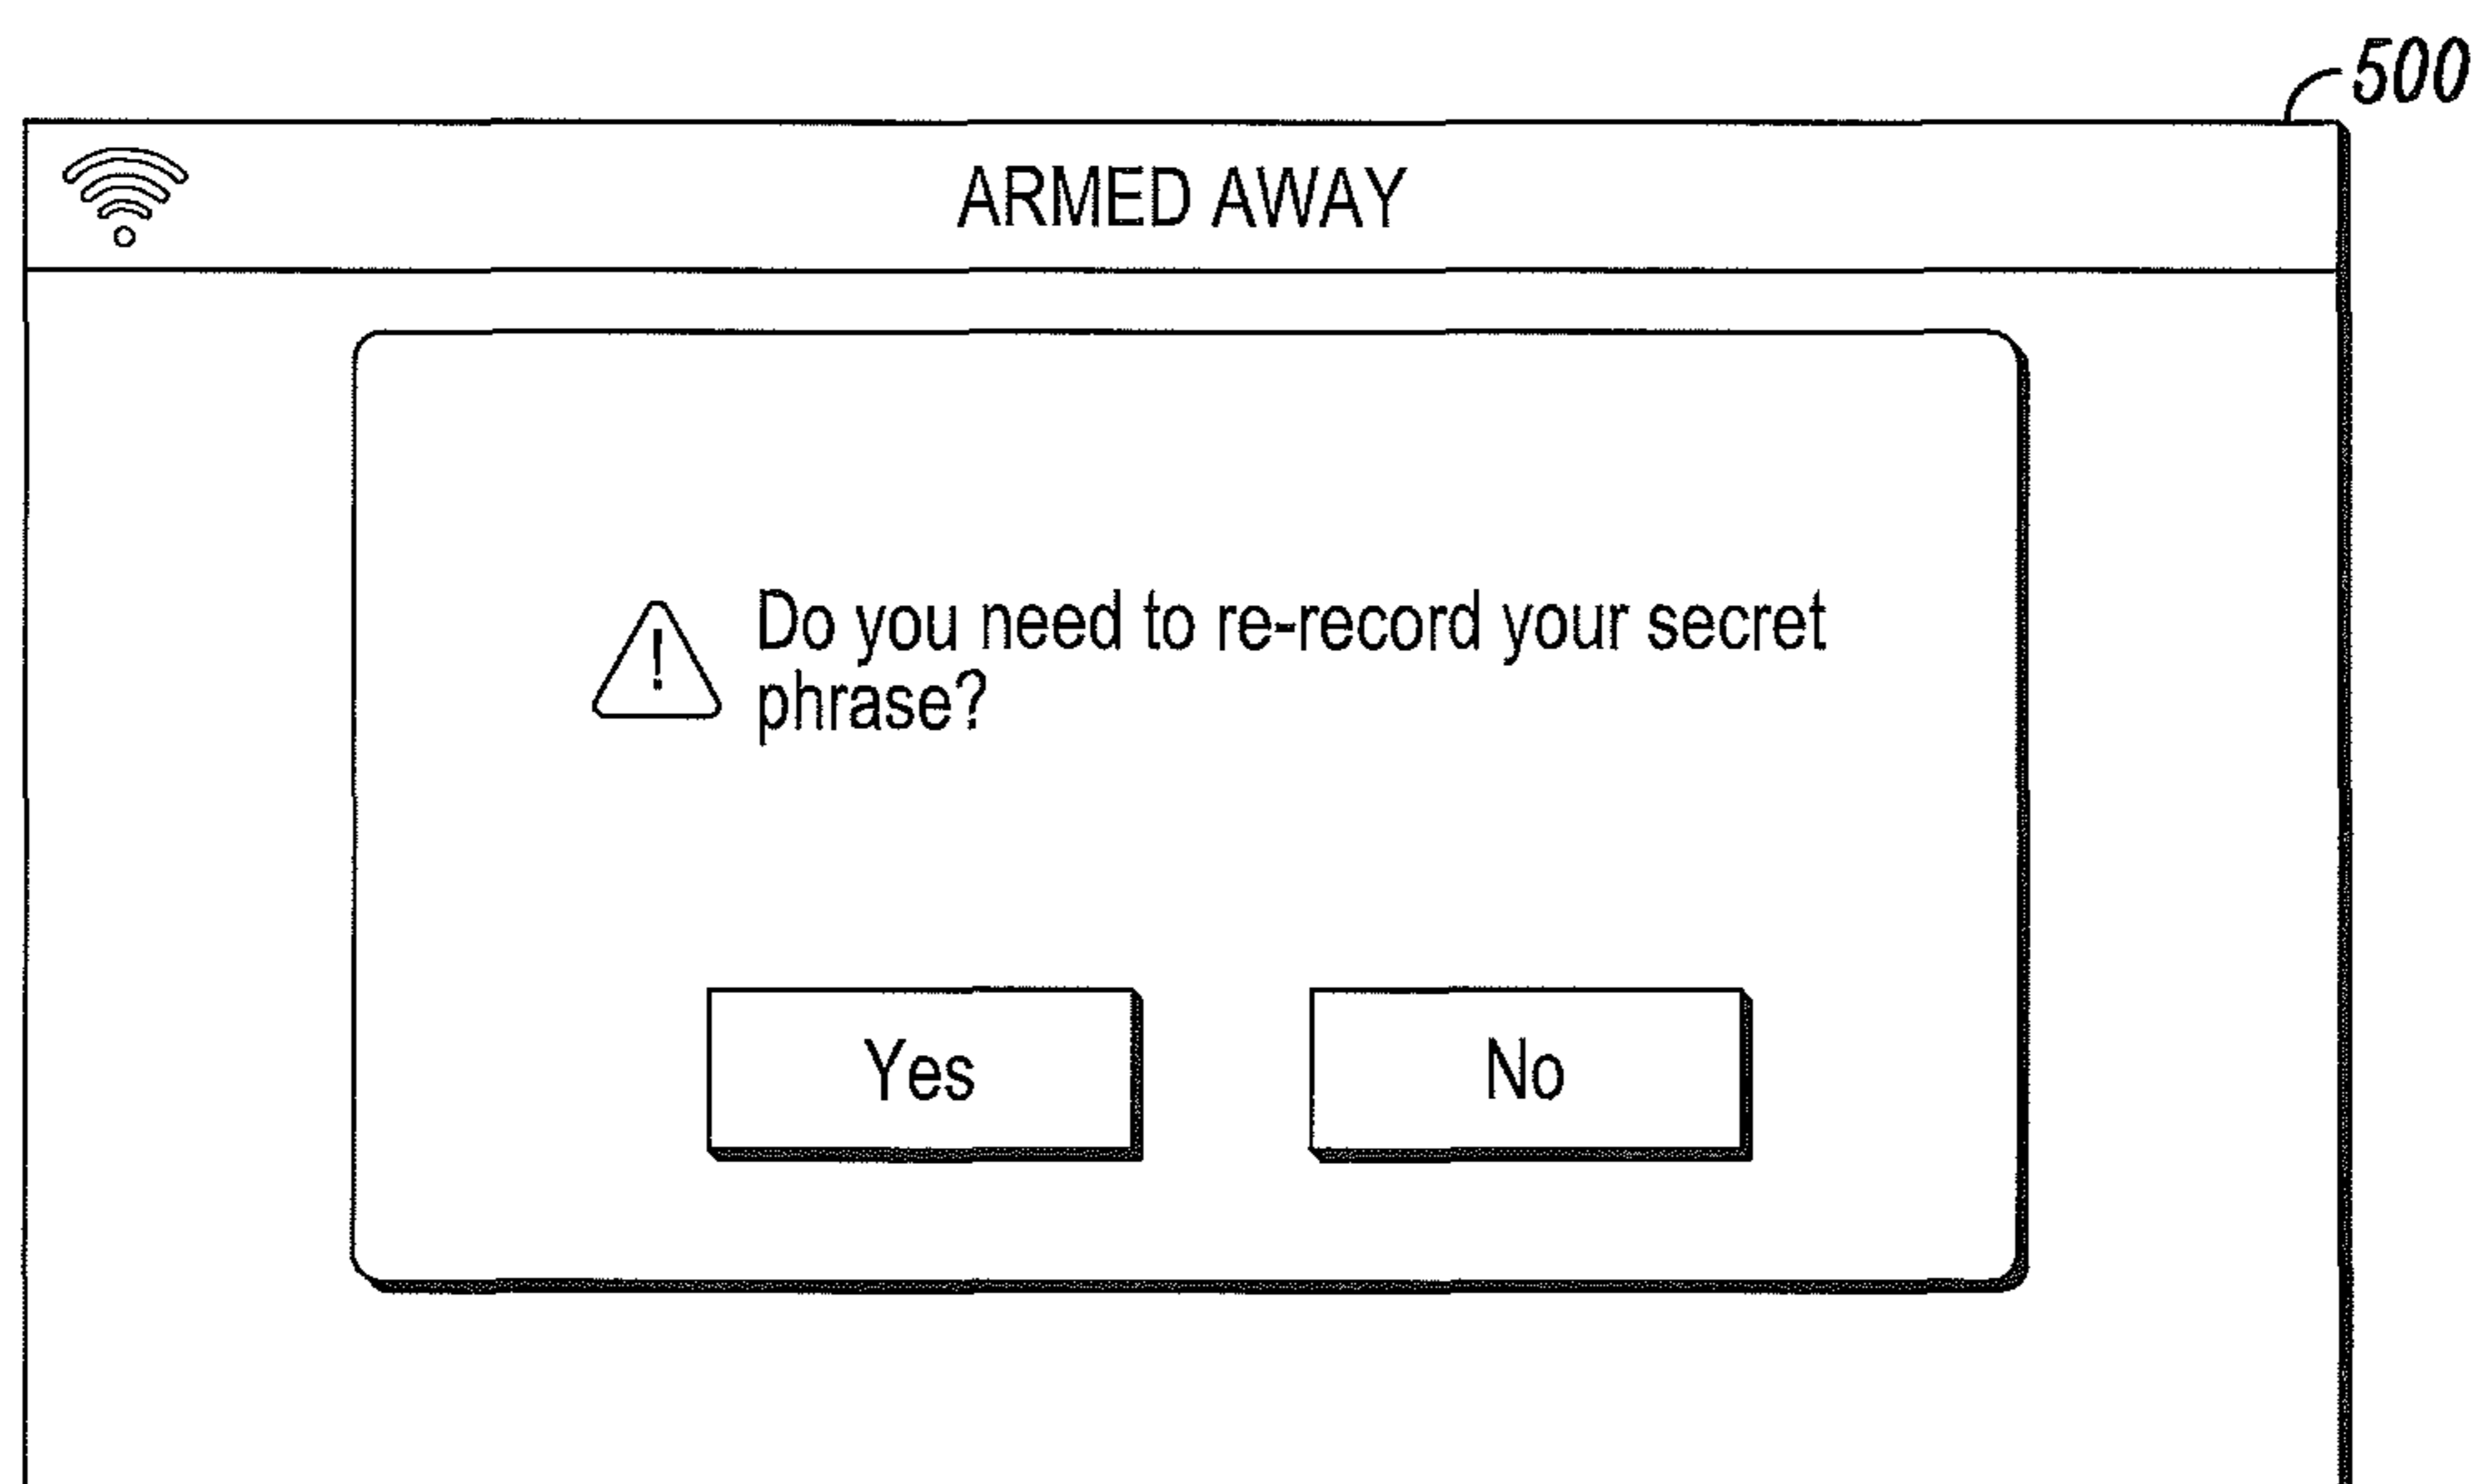 500
ARMED AWAY
! Do you need to re-record your secret
phrase?
Yes No